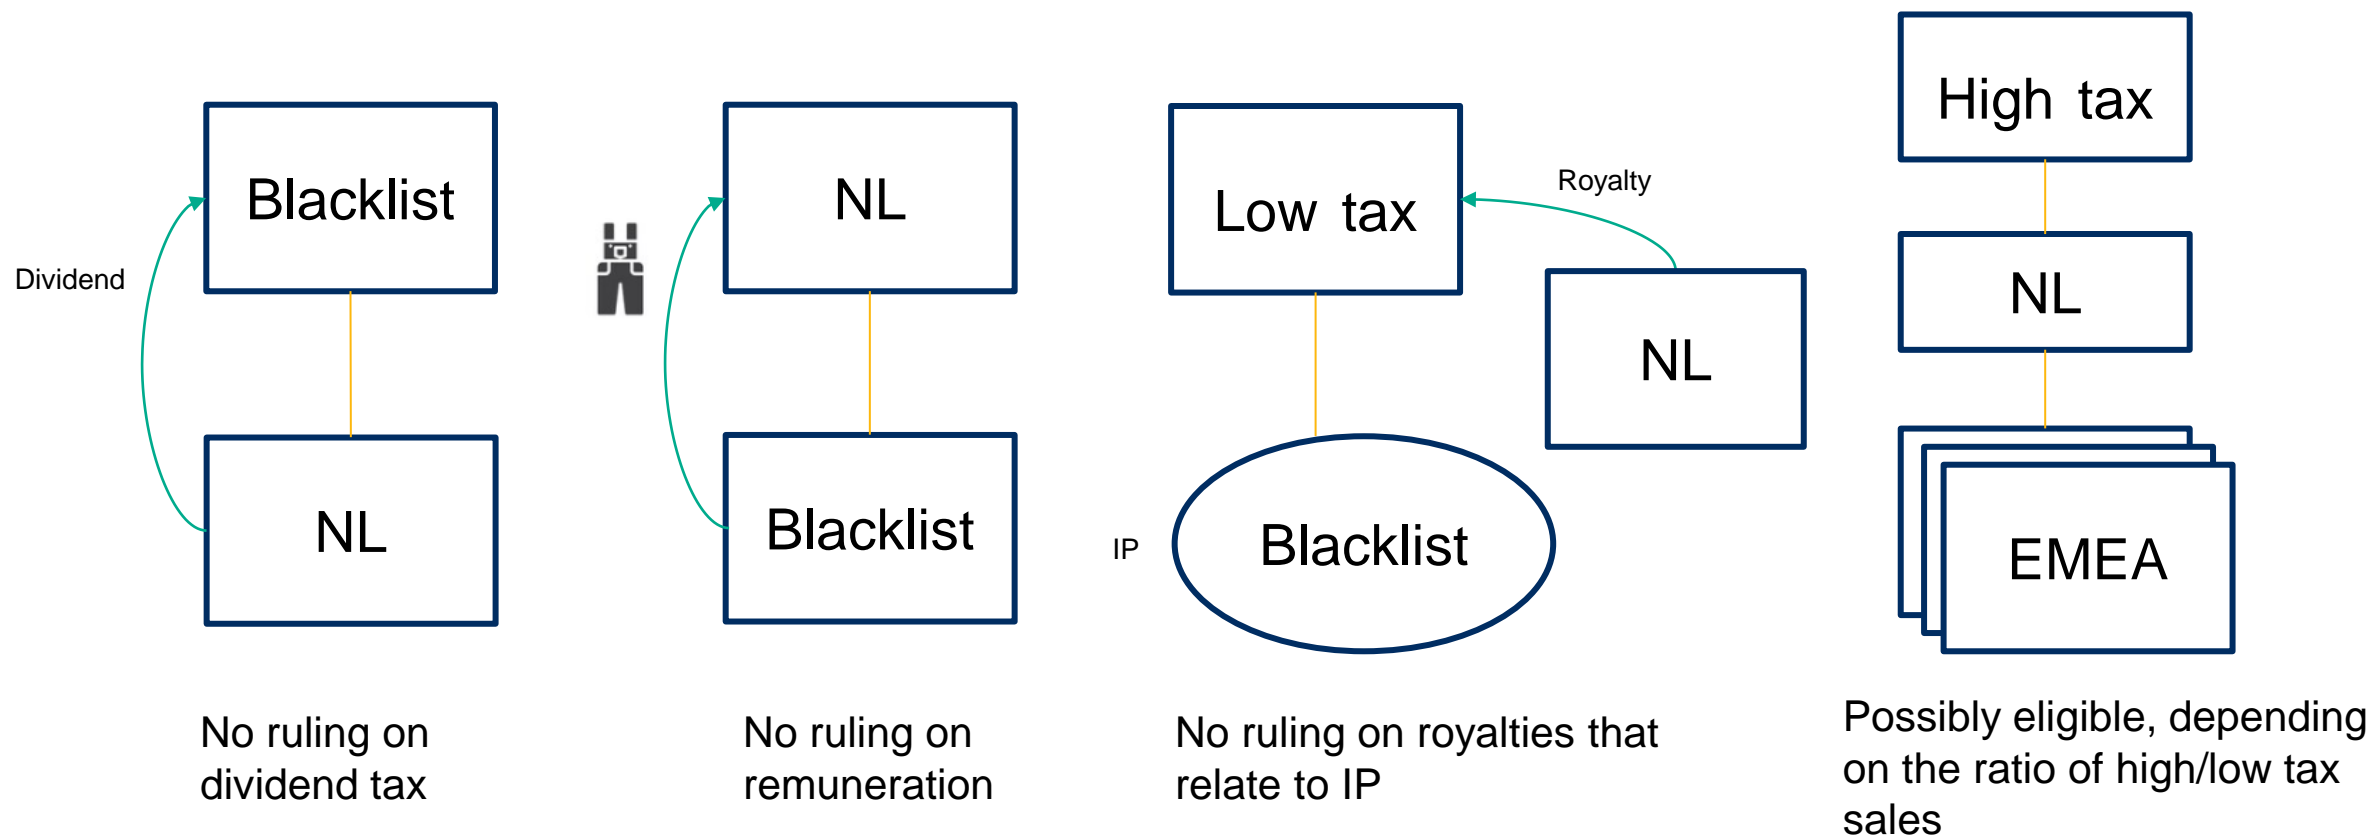 Dividend
Blacklist
NL
No ruling on
dividend tax
NL
Blacklist
No ruling on
remuneration
Low tax
Royalty
NL
IP
Blacklist
No ruling on royalties that
relate to IP
High tax
NL
EMEA
Possibly eligible, depending
on the ratio of high/low tax
sales